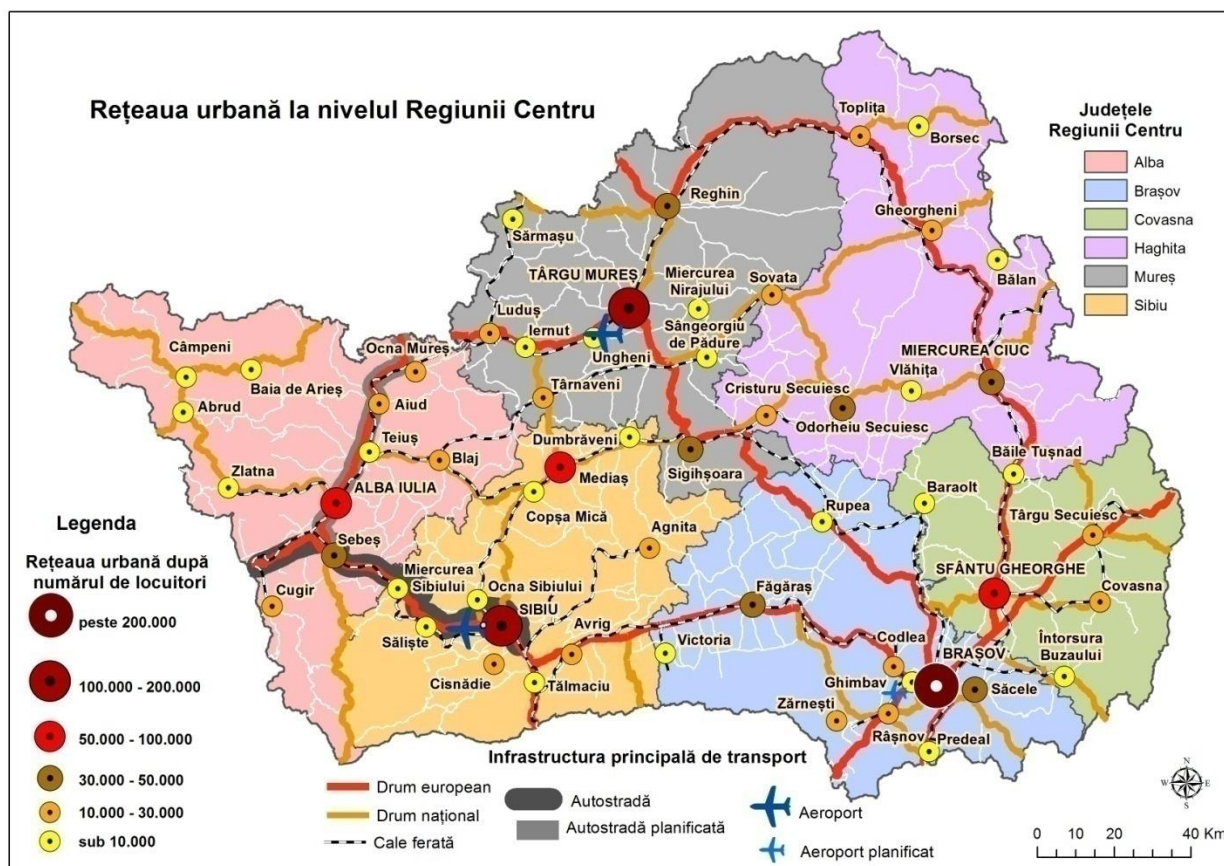 Rețeaua urbană la nivelul Regiunii Centru
Județele
Regiunii Centru
Alba
Brașov
Covasna
Haghita
Mureș
Sibiu
Toplița
Borsec
Reghin
Gheorgheni
Sărmașu
Bălan
TÂRGU MUREȘ
Miercurea
Nirajului
Sovata
Luduș
Iernut
Ungheni
Sângeorgiu
de Pădure
Ocna Mureș
Câmpeni
Baia de Arieș
Abrud
Aiud
Târnaveni
Cristuru Secuiesc
MIERCUREA CIUC
Vlăhița
Odorheiu Secuiesc
Teiuș
Blaj
Dumbrăveni
Sigihșoara
Băile Tușnad
Zlatna
ALBA IULIA
Mediaș
Copșa Mică
Rupea
Baraolt
Târgu Secuiesc
Agnita
Sebeș
Miercurea
Sibiului
Ocna Sibiului
SIBIU
SFÂNTU GHEORGHE
Covasna
Cugir
Făgăraș
Săliște
Avrig
Victoria
Codlea
BRAȘOV
Întorsura
Buzaului
Cisnădie
Tălmaciu
Ghimbav
Săcele
Zărnești
Râșnov
Predeal
Legenda
Rețeaua urbană după
numărul de locuitori
peste 200.000
100.000 - 200.000
50.000 - 100.000
30.000 - 50.000
10.000 - 30.000
sub 10.000
Infrastructura principală de transport
Drum european
Drum național
Cale ferată
Autostradă
Autostradă planificată
Aeroport
Aeroport planificat
N
W
E
S
0 10 20 40 Km